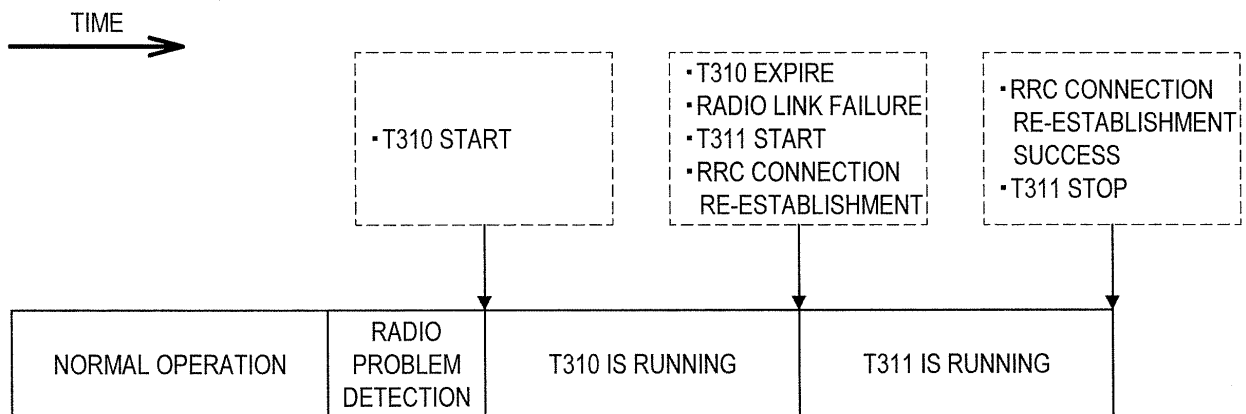 TIME
・T310 START
・T310 EXPIRE
・RADIO LINK FAILURE
・T311 START
・RRC CONNECTION
RE-ESTABLISHMENT
・RRC CONNECTION
RE-ESTABLISHMENT
SUCCESS
・T311 STOP
NORMAL OPERATION
RADIO
PROBLEM
DETECTION
T310 IS RUNNING
T311 IS RUNNING